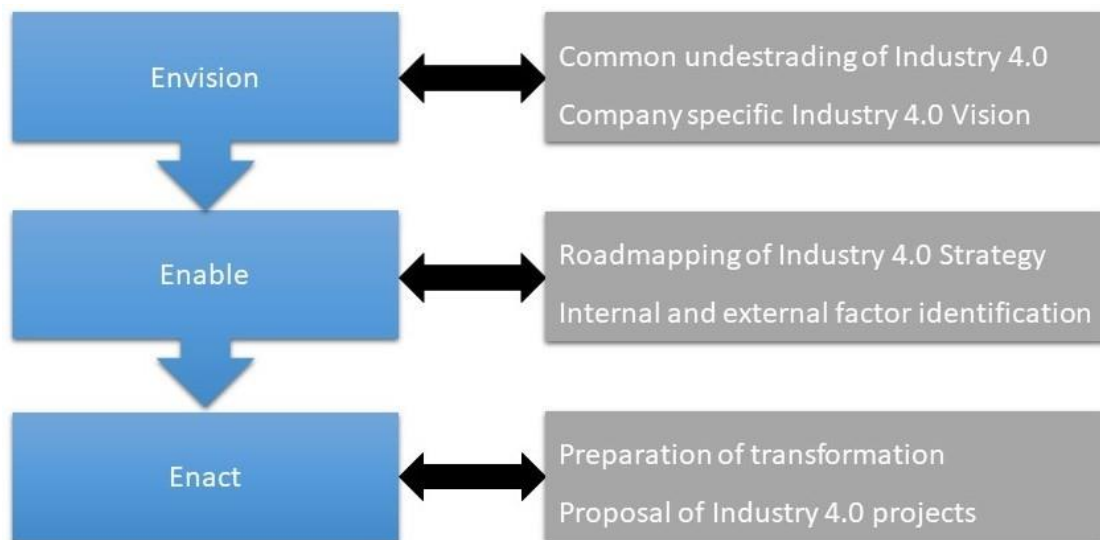 Envision
Common undestrading of Industry 4.0
Company specific Industry 4.0 Vision
Enable
Roadmapping of Industry 4.0 Strategy
Internal and external factor identification
Enact
Preparation of transformation
Proposal of Industry 4.0 projects